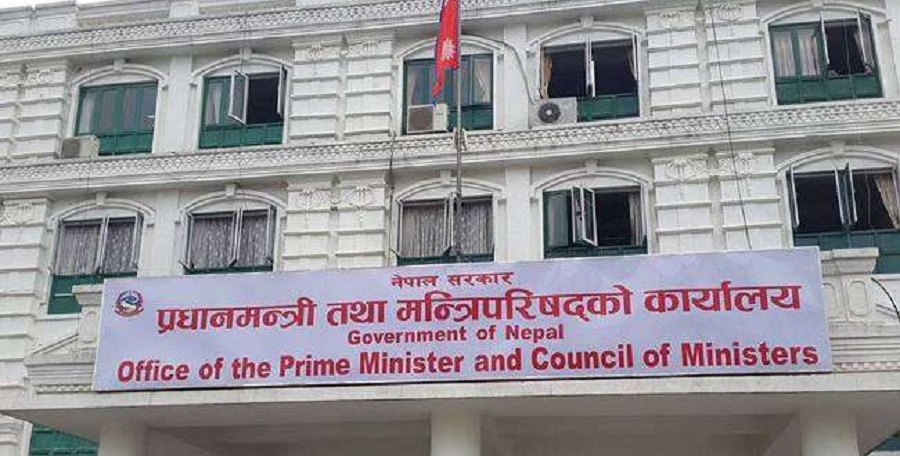 नेपाल सरकार
प्रधानमन्त्री तथा मन्त्रिपरिषद्को कार्यालय
Government of Nepal
Office of the Prime Minister and Council of Ministers